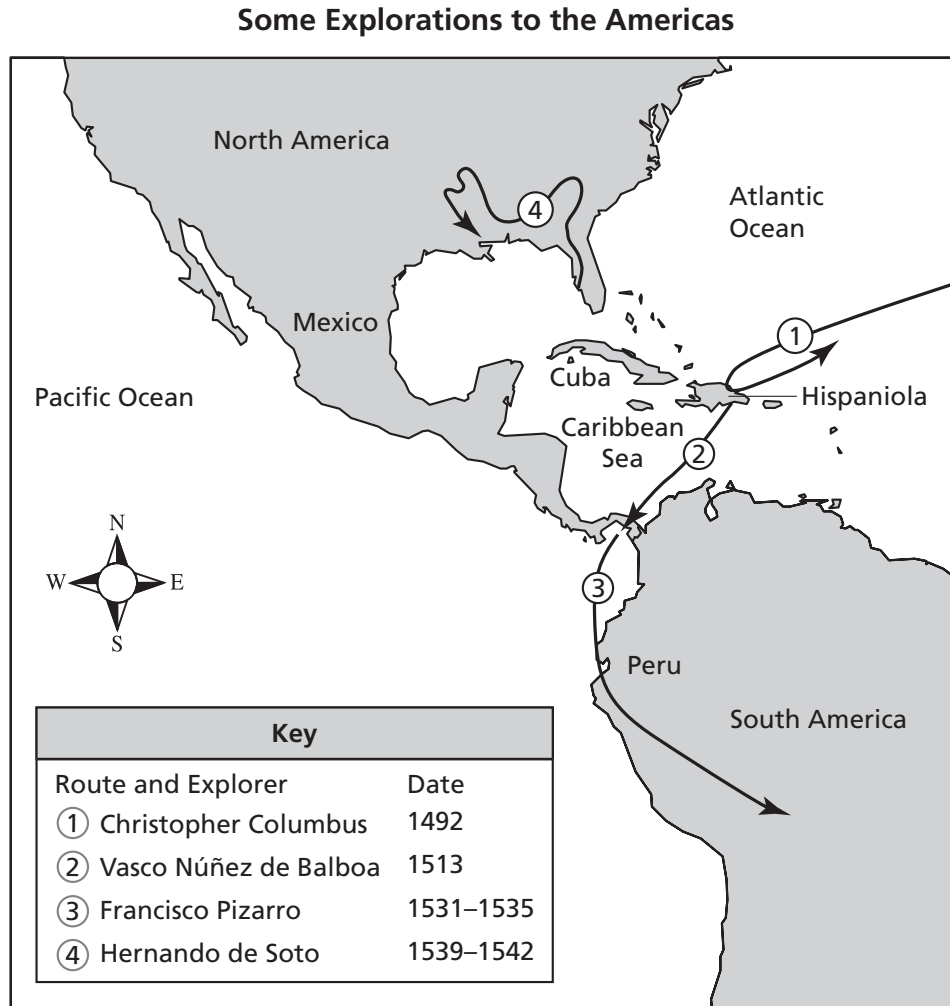 Some Explorations to the Americas
North America
4
Atlantic
Ocean
Mexico
1
Pacific Ocean
Cuba
Hispaniola
Caribbean
Sea
2
N
W
E
S
3
Peru
South America
Key
Route and Explorer Date
1 Christopher Columbus 1492
2 Vasco Núñez de Balboa 1513
3 Francisco Pizarro 1531–1535
4 Hernando de Soto 1539–1542